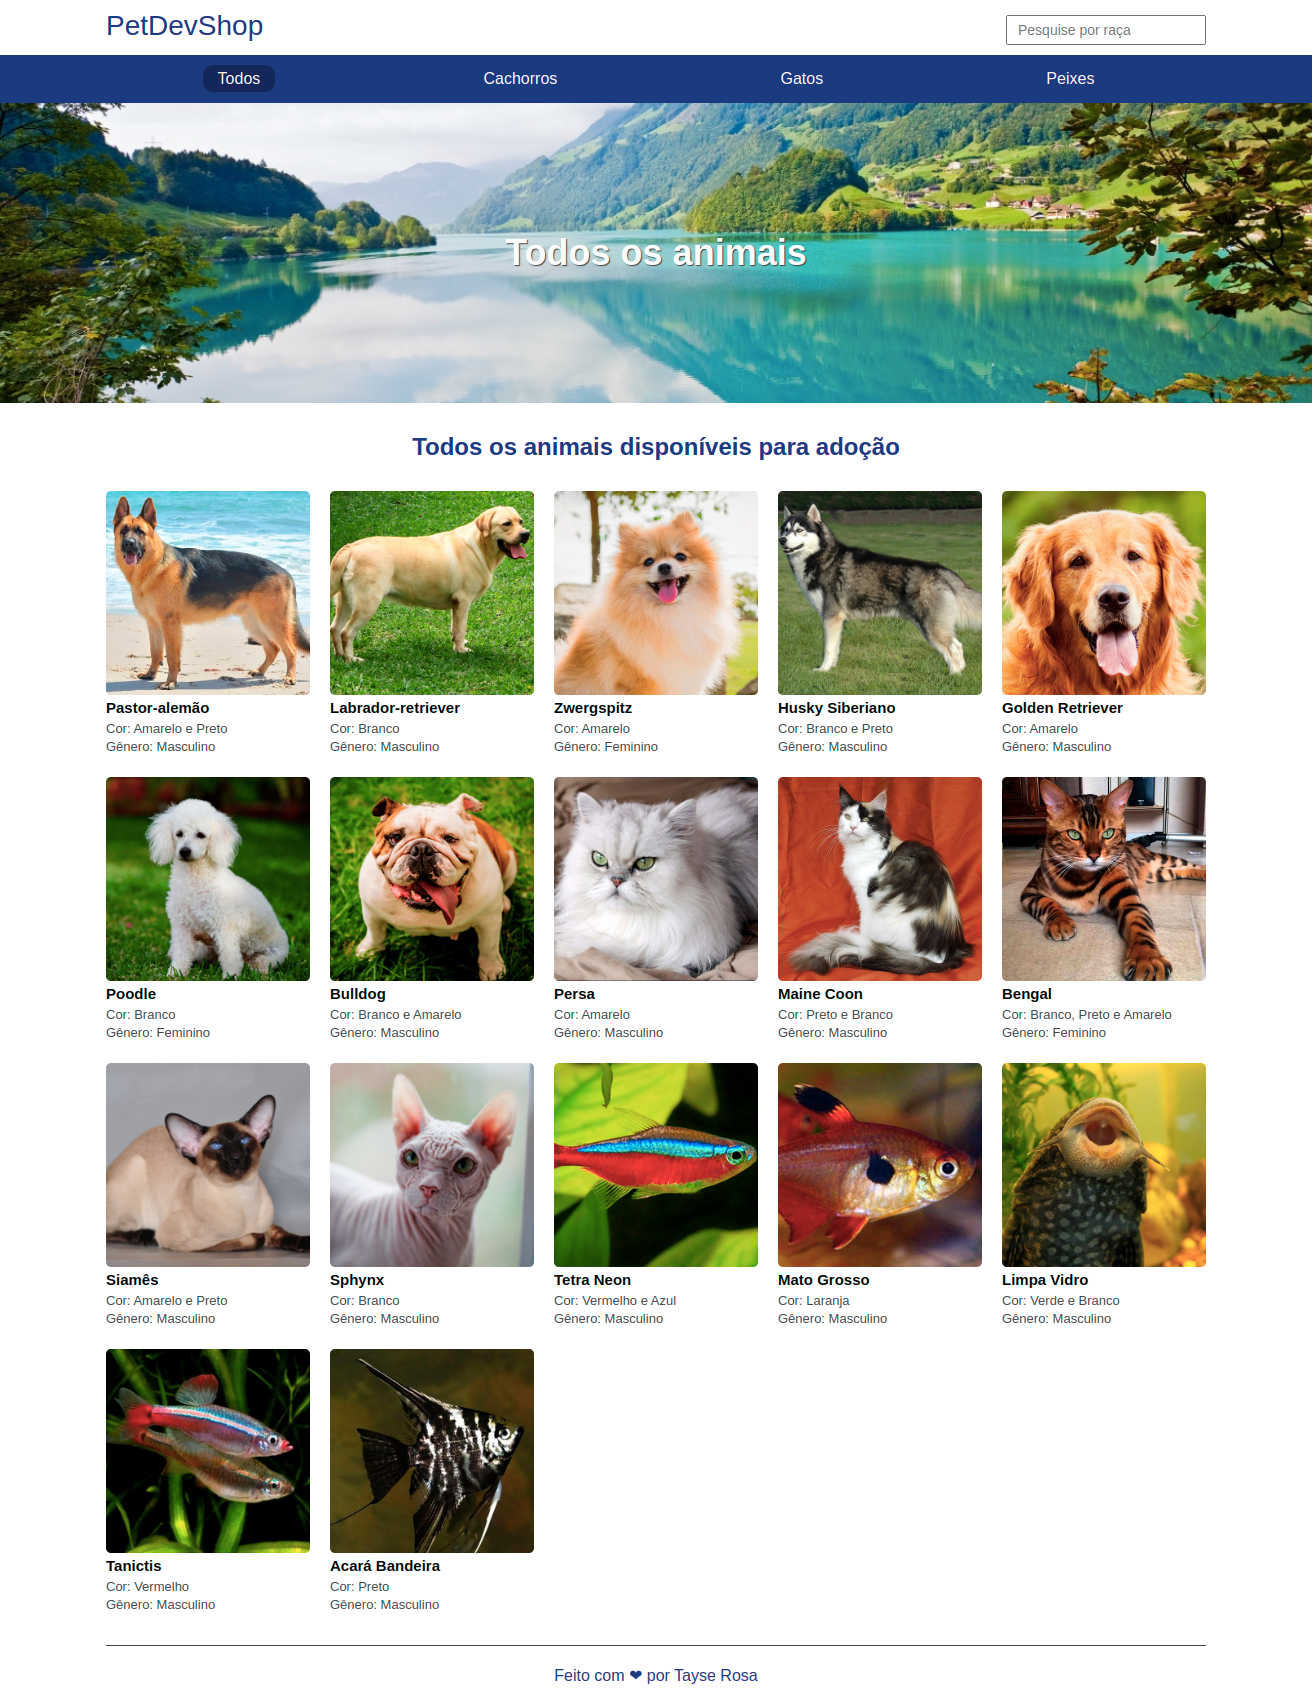 PetDevShop
Pesquise por raça
Todos
Cachorros
Gatos
Peixes
Todos os animais
Todos os animais disponíveis para adoção
Pastor-alemão
Cor: Amarelo e Preto
Gênero: Masculino
Labrador-retriever
Cor: Branco
Gênero: Masculino
Zwergspitz
Cor: Amarelo
Gênero: Feminino
Husky Siberiano
Cor: Branco e Preto
Gênero: Masculino
Golden Retriever
Cor: Amarelo
Gênero: Masculino
Poodle
Cor: Branco
Gênero: Feminino
Bulldog
Cor: Branco e Amarelo
Gênero: Masculino
Persa
Cor: Amarelo
Gênero: Masculino
Maine Coon
Cor: Preto e Branco
Gênero: Masculino
Bengal
Cor: Branco, Preto e Amarelo
Gênero: Feminino
Siamês
Cor: Amarelo e Preto
Gênero: Masculino
Sphynx
Cor: Branco
Gênero: Masculino
Tetra Neon
Cor: Vermelho e Azul
Gênero: Masculino
Mato Grosso
Cor: Laranja
Gênero: Masculino
Limpa Vidro
Cor: Verde e Branco
Gênero: Masculino
Tanictis
Cor: Vermelho
Gênero: Masculino
Acará Bandeira
Cor: Preto
Gênero: Masculino
Feito com ❤ por Tayse Rosa